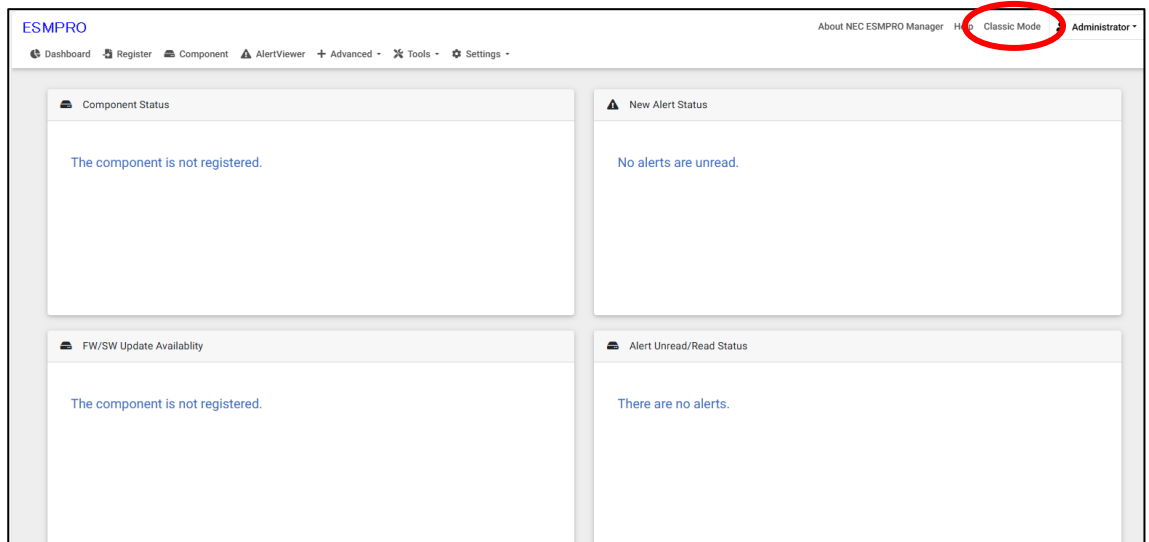 ESMPRO
About NEC ESMPRO Manager Help Classic Mode Administrator
Dashboard Register Component AlertViewer Advanced Tools Settings
Component Status
The component is not registered.
New Alert Status
No alerts are unread.
FW/SW Update Availablity
The component is not registered.
Alert Unread/Read Status
There are no alerts.